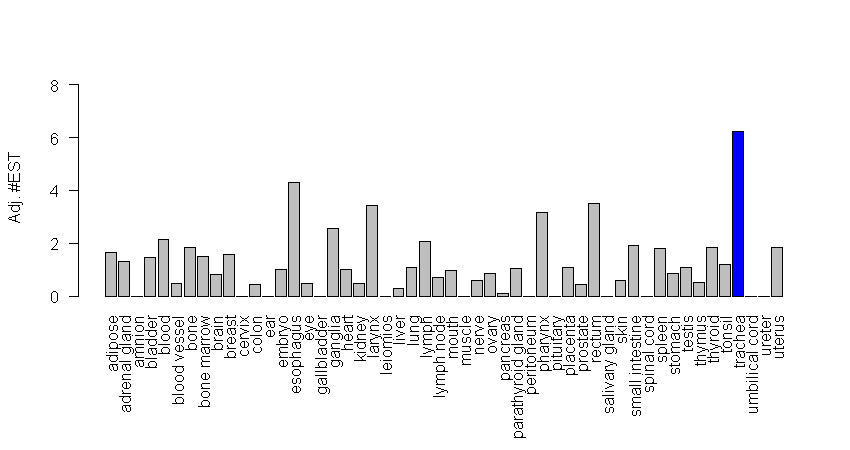 Adj. #EST
8
6
4
2
0
adipose
adrenal gland
amnion
bladder
blood
blood vessel
bone
bone marrow
brain
breast
cervix
colon
ear
embryo
esophagus
eye
gallbladder
ganglia
heart
kidney
larynx
leiomios
liver
lung
lymph
lymph node
mouth
muscle
nerve
ovary
pancreas
parathyroid gland
peritoneum
pharynx
pituitary
placenta
prostate
rectum
salivary gland
skin
small intestine
spinal cord
spleen
stomach
testis
thymus
thyroid
tonsil
trachea
umbilical cord
ureter
uterus